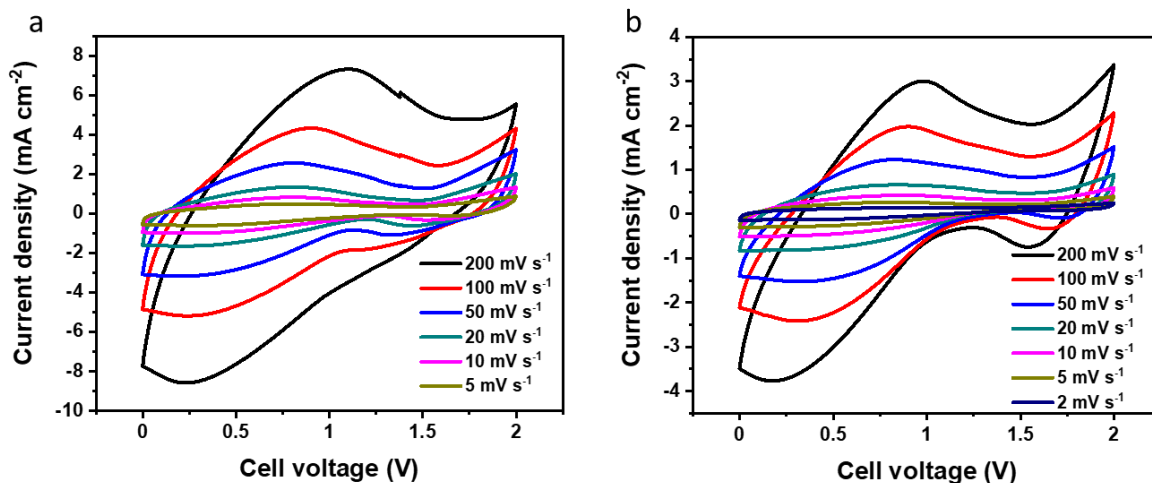 a
Current density (mA cm-2)
8
6
4
2
0
-2
-4
-6
-8
-10
0
0.5
1
1.5
2
Cell voltage (V)
200 mV s-1
100 mV s-1
50 mV s-1
20 mV s-1
10 mV s-1
5 mV s-1
b
Current density (mA cm-2)
4
3
2
1
0
-1
-2
-3
-4
0
0.5
1
1.5
2
Cell voltage (V)
200 mV s-1
100 mV s-1
50 mV s-1
20 mV s-1
10 mV s-1
5 mV s-1
2 mV s-1